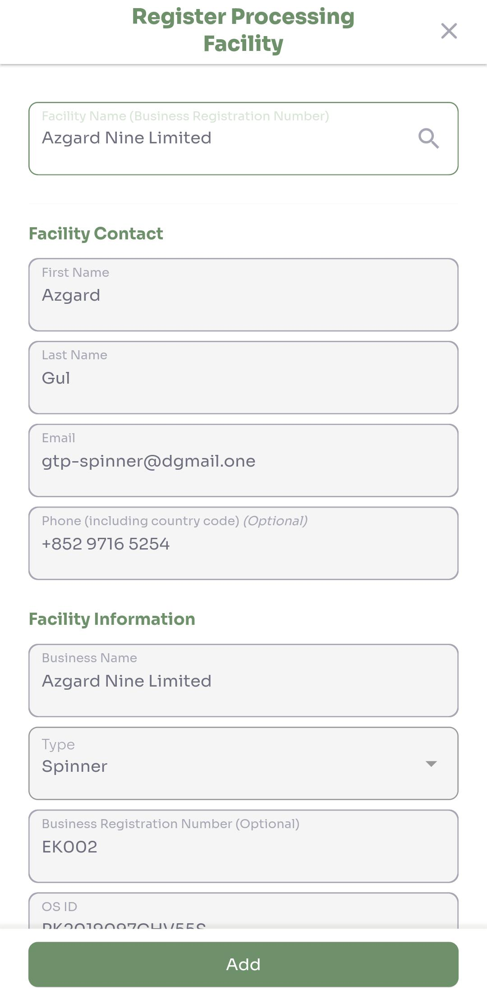 Register Processing
Facility
Facility Name (Business Registration Number)
Azgard Nine Limited
Facility Contact
First Name
Azgard
Last Name
Gul
Email
gtp-spinner@dgmail.one
Phone (including country code) (Optional)
+852 9716 5254
Facility Information
Business Name
Azgard Nine Limited
Type
Spinner
Business Registration Number (Optional)
EK002
OS ID
Add